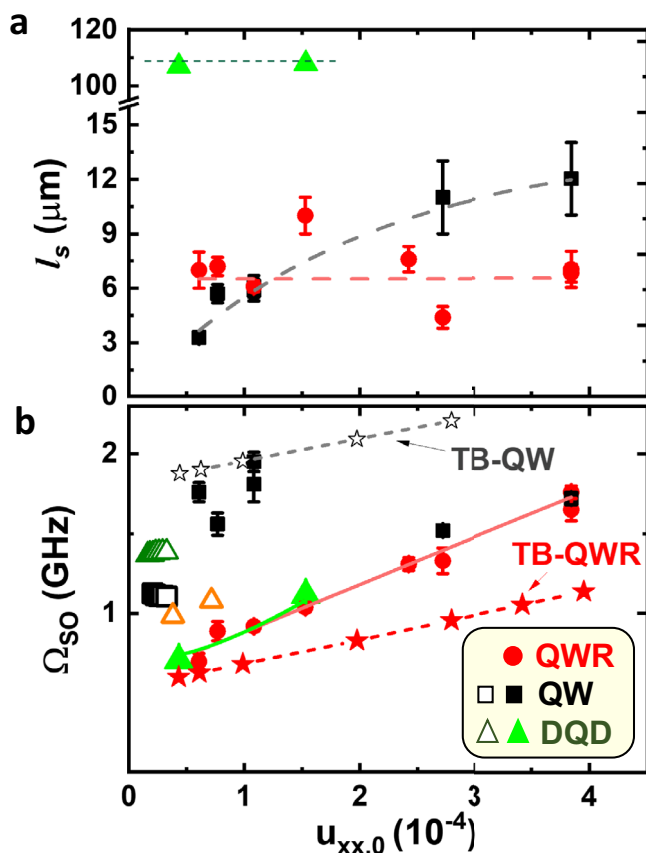 a
120
100
15
12
9
6
3
0
l_s (μm)
b
2
1
Ω_SO (GHz)
TB-QW
TB-QWR
QWR
QW
DQD
0
1
2
3
4
u_xx,0 (10^-4)